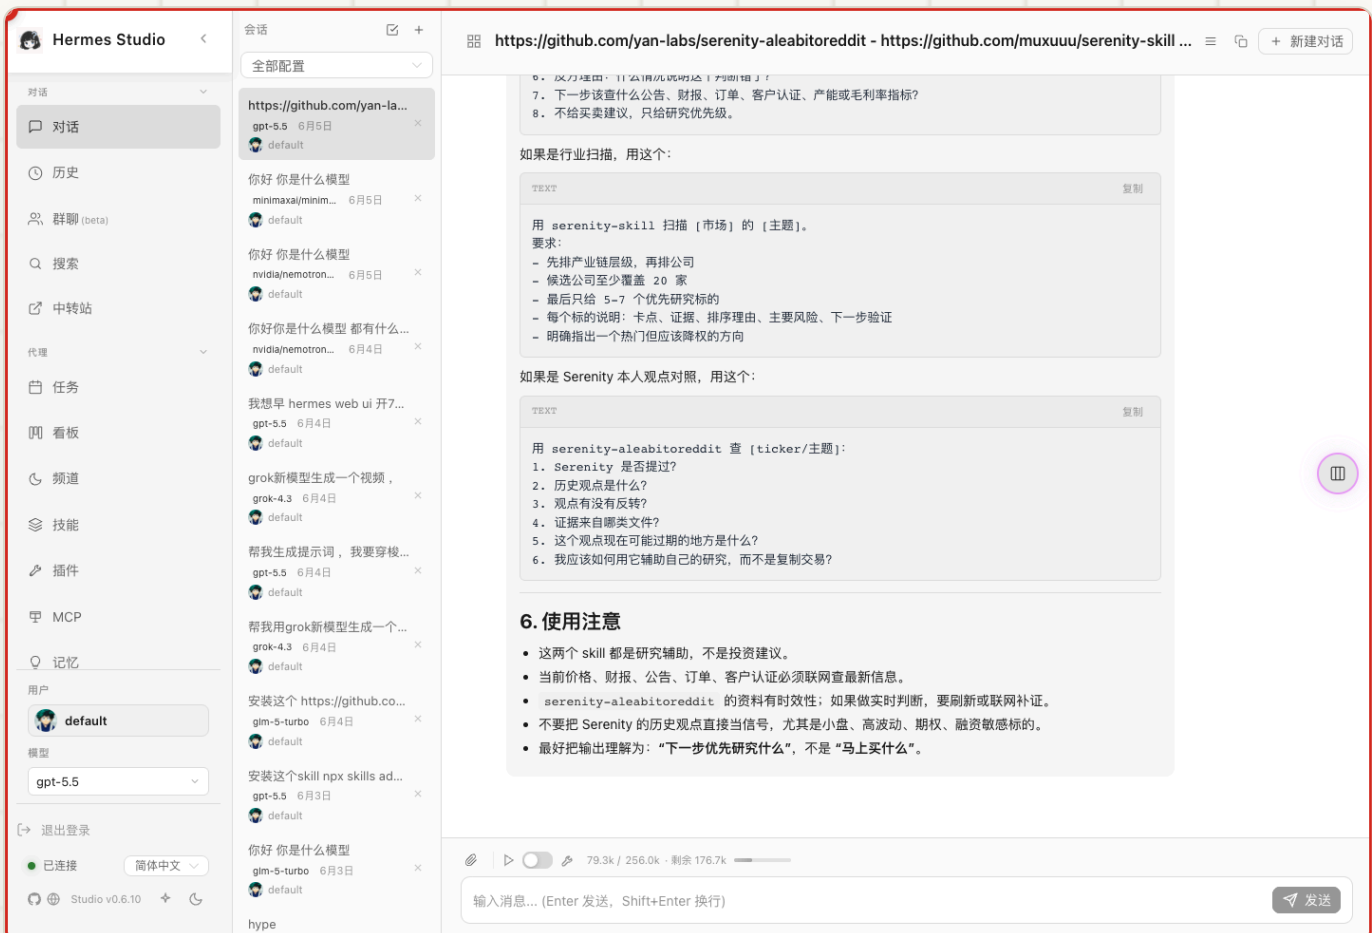 Hermes Studio
对话
对话
历史
群聊 (beta)
搜索
中转站
代理
任务
看板
频道
技能
插件
MCP
记忆
用户
default
模型
gpt-5.5
退出登录
已连接
简体中文
Studio v0.6.10
会话
全部配置
https://github.com/yan-la...
gpt-5.5 6月5日
default
你好 你是什么模型
minimaxai/minim... 6月5日
default
你好 你是什么模型
nvidia/nemotron... 6月5日
default
你好你是什么模型 都有什么...
nvidia/nemotron... 6月4日
default
我想早 hermes web ui 开7...
gpt-5.5 6月4日
default
grok新模型生成一个视频，
grok-4.3 6月4日
default
帮我生成提示词， 我要穿梭...
gpt-5.5 6月4日
default
帮我用grok新模型生成一个...
grok-4.3 6月4日
default
安装这个 https://github.co...
glm-5-turbo 6月4日
default
安装这个skill npx skills ad...
gpt-5.5 6月3日
default
你好 你是什么模型
glm-5-turbo 6月3日
default
hype
https://github.com/yan-labs/serenity-aleabitoreddit - https://github.com/muxuuu/serenity-skill ...
+ 新建对话
6. 反方理由：什么情况说明这个判断错了？
7. 下一步该查什么公告、财报、订单、客户认证、产能或毛利率指标？
8. 不给买卖建议，只给研究优先级。
如果是行业扫描，用这个：
TEXT 复制
用 serenity-skill 扫描 [市场] 的 [主题]。
要求：
- 先排产业链层级，再排公司
- 候选公司至少覆盖 20 家
- 最后只给 5-7 个优先研究标的
- 每个标的说明：卡点、证据、排序理由、主要风险、下一步验证
- 明确指出一个热门但应该降权的方向
如果是 Serenity 本人观点对照，用这个：
TEXT 复制
用 serenity-aleabitoreddit 查 [ticker/主题]：
1. Serenity 是否提过？
2. 历史观点是什么？
3. 观点有没有反转？
4. 证据来自哪类文件？
5. 这个观点现在可能过期的地方是什么？
6. 我应该如何用它辅助自己的研究，而不是复制交易？
6. 使用注意
• 这两个 skill 都是研究辅助，不是投资建议。
• 当前价格、财报、公告、订单、客户认证必须联网查最新信息。
• serenity-aleabitoreddit 的资料有时效性；如果做实时判断，要刷新或联网补证。
• 不要把 Serenity 的历史观点直接当信号，尤其是小盘、高波动、期权、融资敏感标的。
• 最好把输出理解为：“下一步优先研究什么”，不是 “马上买什么”。
79.3k / 256.0k · 剩余 176.7k
输入消息... (Enter 发送，Shift+Enter 换行)
发送